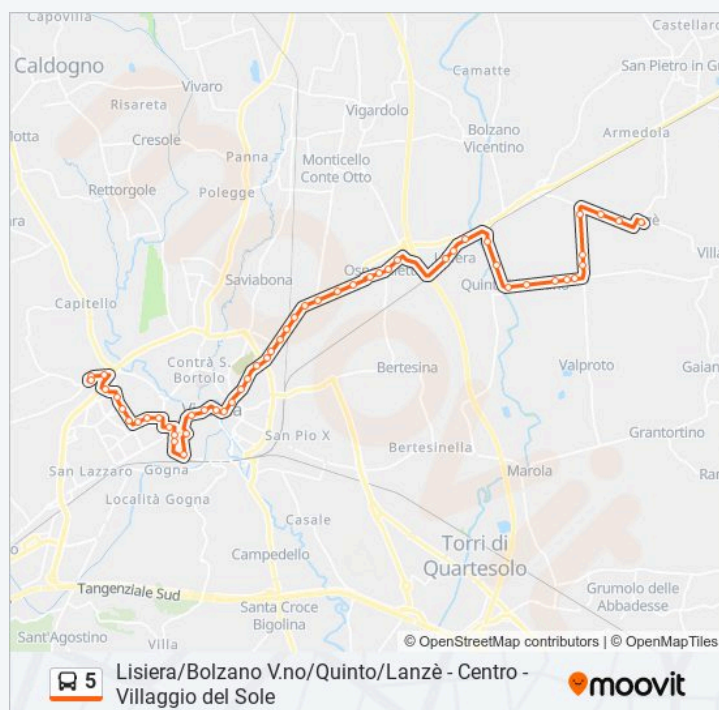 Capovilla
Castellaro
Caldogno
San Pietro in Gu
Camatte
Vivaro
Risareta
Vigardolo
Armedola
Motta
Cresole
Panna
Bolzano
Vicentino
Monticello
Conte Otto
Rettorgole
Polegge
Saviabona
Capitello
Contrà S.
Bortolo
Bertesina
Valproto
Gaian
Grantortino
San Pio X
Bertesinella
San Lazzaro
Gogna
Marola
Località Gogna
Casale
Torri di
Quartesolo
Campedello
Tangenziale Sud
Grumolo delle
Abbadesse
Santa Croce
Bigolina
Sant'Agostino
Villa
© OpenStreetMap contributors | © OpenMapTiles
5
Lisiera/Bolzano V.no/Quinto/Lanzè - Centro -
Villaggio del Sole
moovit